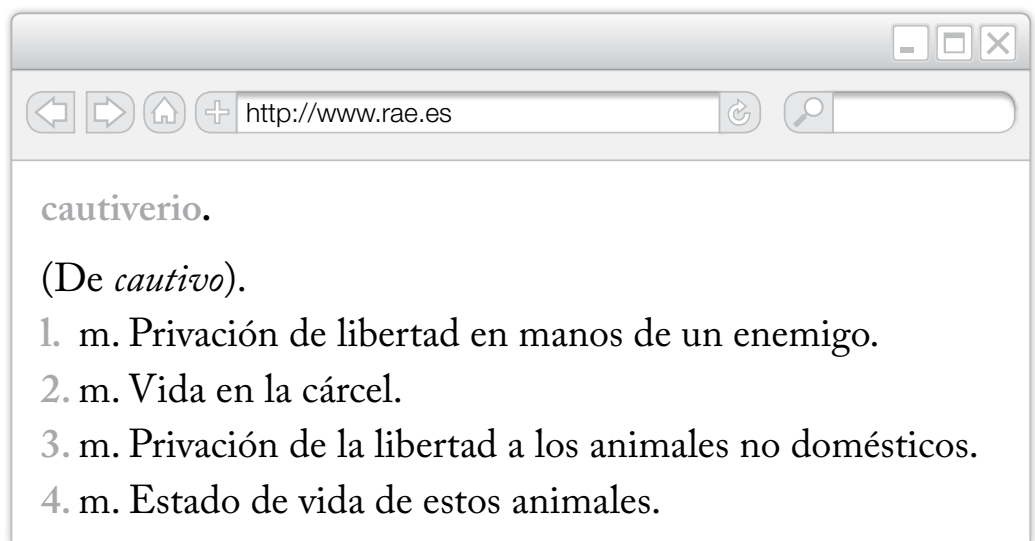 http://www.rae.es
cautiverio.
(De cautivo).
1. m. Privación de libertad en manos de un enemigo.
2. m. Vida en la cárcel.
3. m. Privación de la libertad a los animales no domésticos.
4. m. Estado de vida de estos animales.